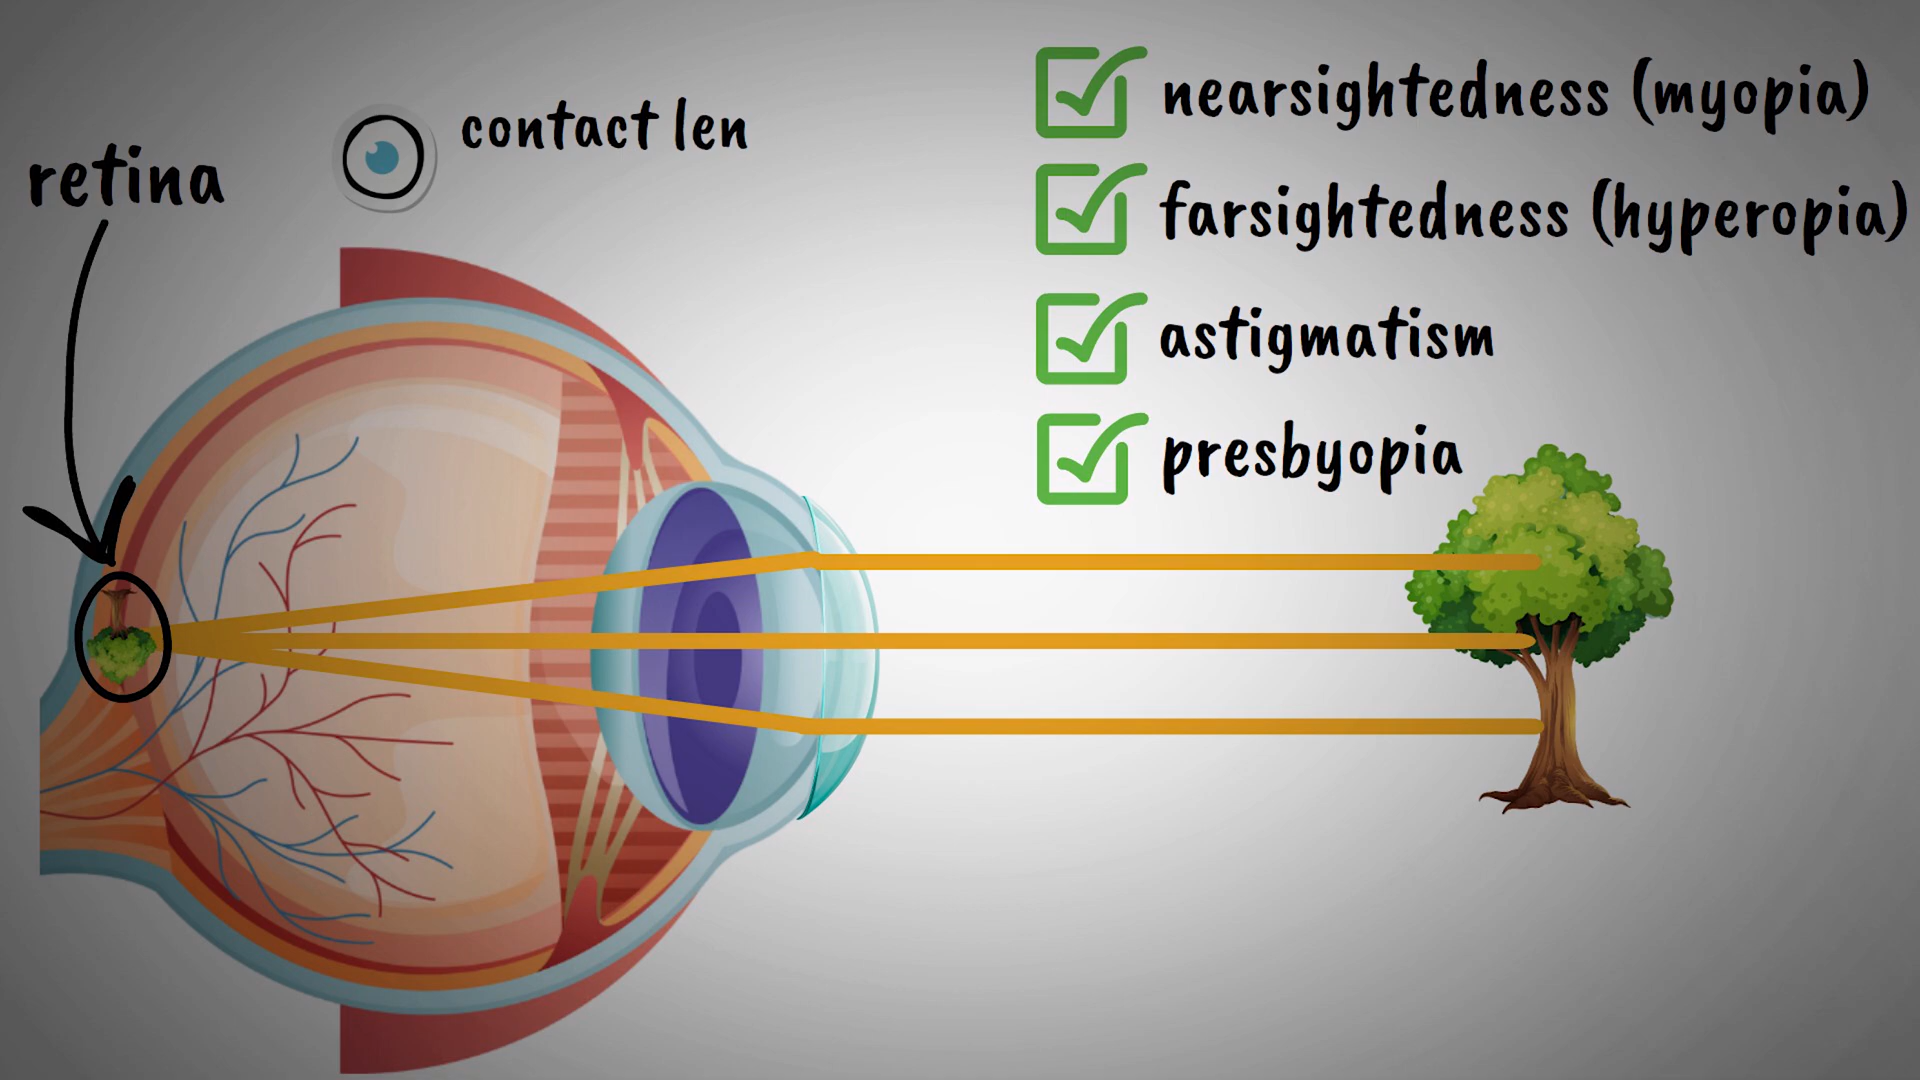 nearsightedness (myopia)
contact len
retina
farsightedness (hyperopia)
astigmatism
presbyopia